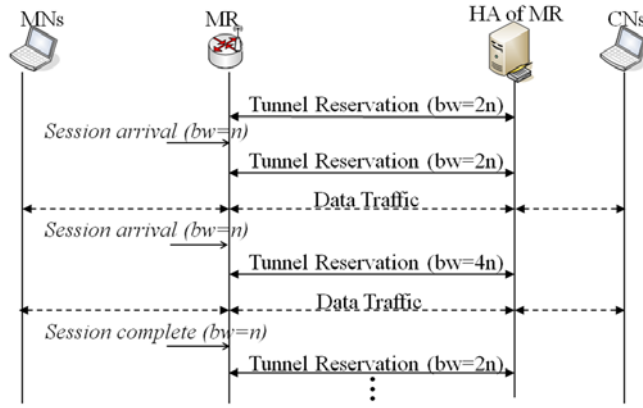 MNs MR HA of MR CNs
Tunnel Reservation (bw=2n)
Session arrival (bw=n)
Tunnel Reservation (bw=2n)
Data Traffic
Session arrival (bw=n)
Tunnel Reservation (bw=4n)
Data Traffic
Session complete (bw=n)
Tunnel Reservation (bw=2n)